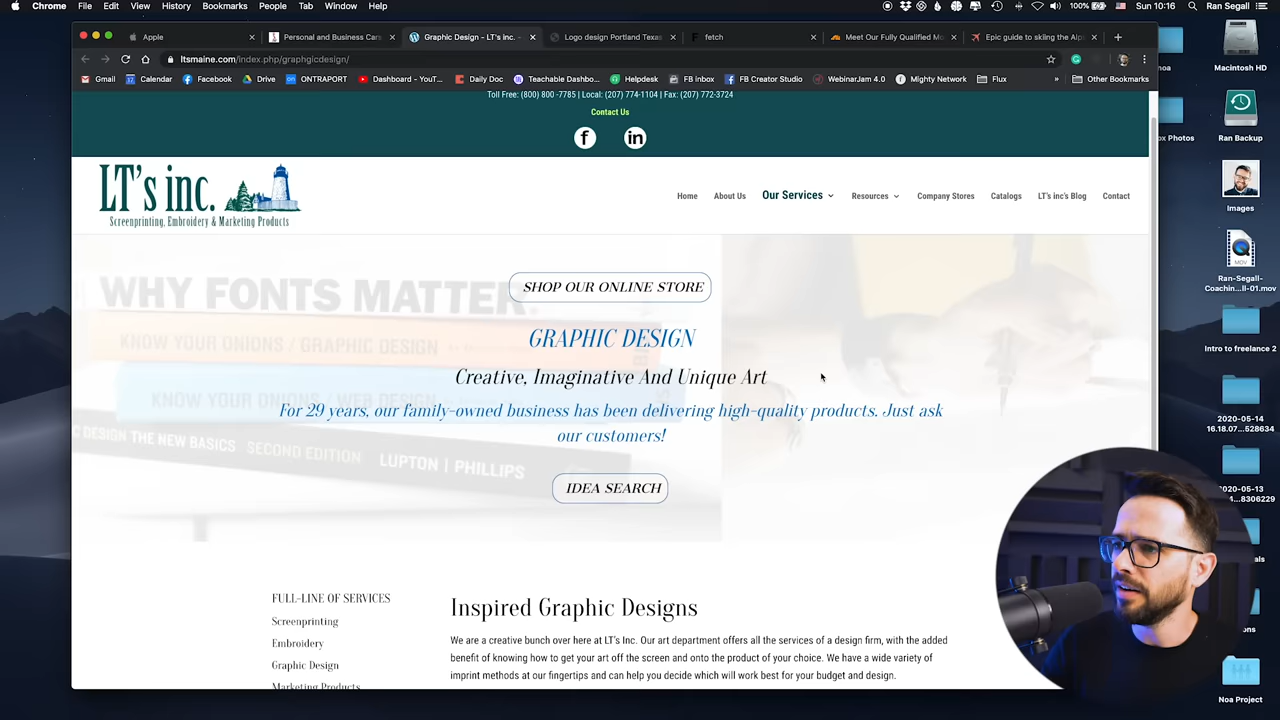 Chrome File Edit View History Bookmarks People Tab Window Help 100% Sun 10:16 Ran Segall
Apple
Personal and Business Car
Graphic Design - LT's inc. -
Logo design Portland Texas
fetch
Meet Our Fully Qualified M
Epic guide to skiing the Alp
ltsmaine.com/index.php/graphgicdesign/
Gmail Calendar Facebook Drive ONTRAPORT Dashboard - YouT... Daily Doc Teachable Dashbo... Helpdesk FB inbox FB Creator Studio WebinarJam 4.0 Mighty Network Flux Other Bookmarks
Toll Free: (800) 800 -7785 | Local: (207) 774-1104 | Fax: (207) 772-3724
Contact Us
f in
LT's inc.
Screenprinting, Embroidery & Marketing Products
Home About Us Our Services Resources Company Stores Catalogs LT's inc's Blog Contact
WHY FONTS MATTER.
KNOW YOUR ONIONS / GRAPHIC DESIGN
KNOW YOUR ONIONS / WEB DESIGN
DESIGN THE NEW BASICS SECOND EDITION LUPTON | PHILLIPS
SHOP OUR ONLINE STORE
GRAPHIC DESIGN
Creative, Imaginative And Unique Art
For 29 years, our family-owned business has been delivering high-quality products. Just ask
our customers!
IDEA SEARCH
FULL-LINE OF SERVICES
Screenprinting
Embroidery
Graphic Design
Marketing Products
Inspired Graphic Designs
We are a creative bunch over here at LT's Inc. Our art department offers all the services of a design firm, with the added
benefit of knowing how to get your art off the screen and onto the product of your choice. We have a wide variety of
imprint methods at our fingertips and can help you decide which will work best for your budget and design.
Macintosh HD
Ran Backup
Images
MOV
Ran-Segall-
Coachin...ll-01.mov
Intro to freelance 2
2020-05-14
16.18.07...528634
2020-05-13
4...8306229
Noa Project
noa
ox Photos